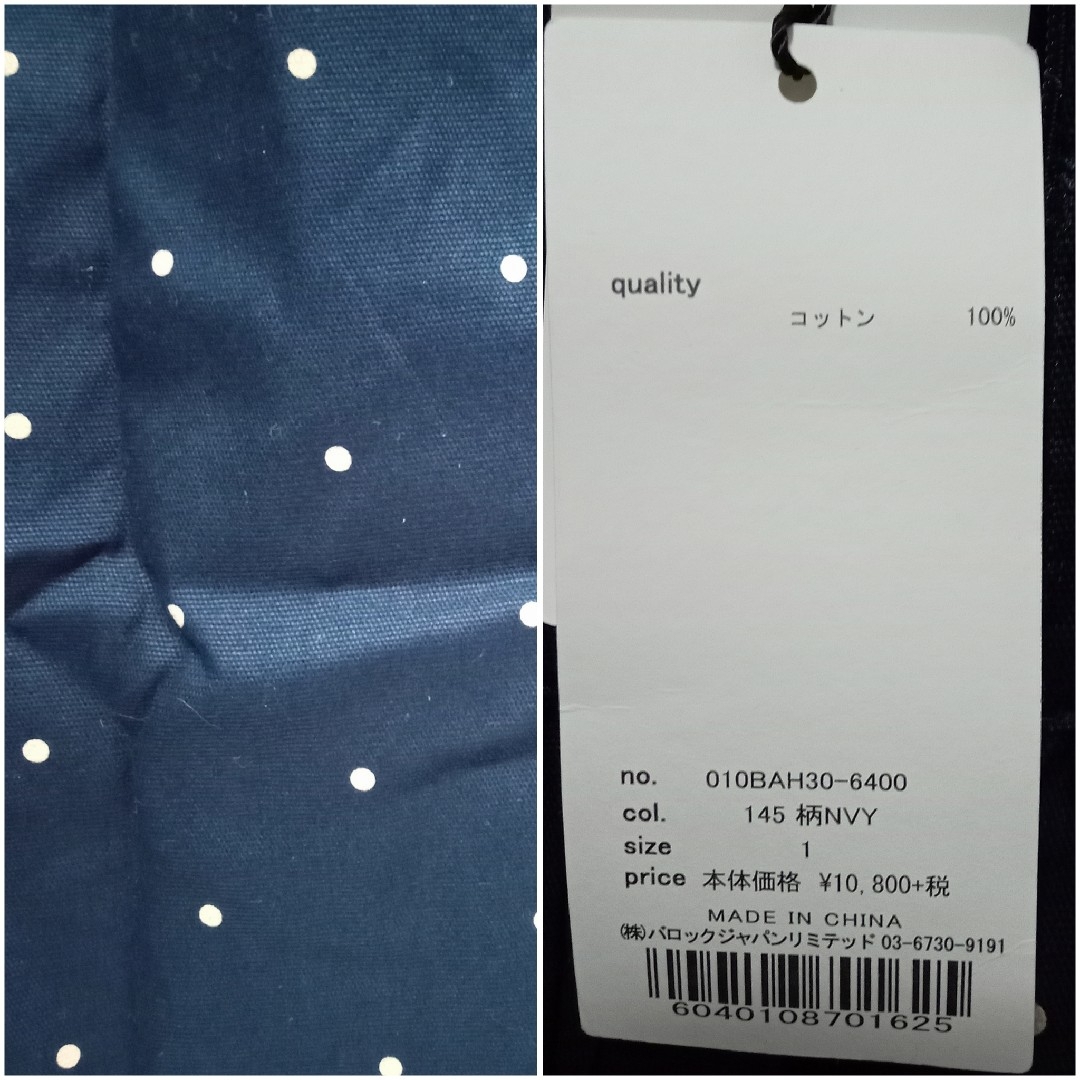 quality
コットン 100%
no. 010BAH30-6400
col. 145 柄NVY
size 1
price 本体価格 ¥10,800+税
MADE IN CHINA
㈱バロックジャパンリミテッド 03-6730-9191
6040108701625